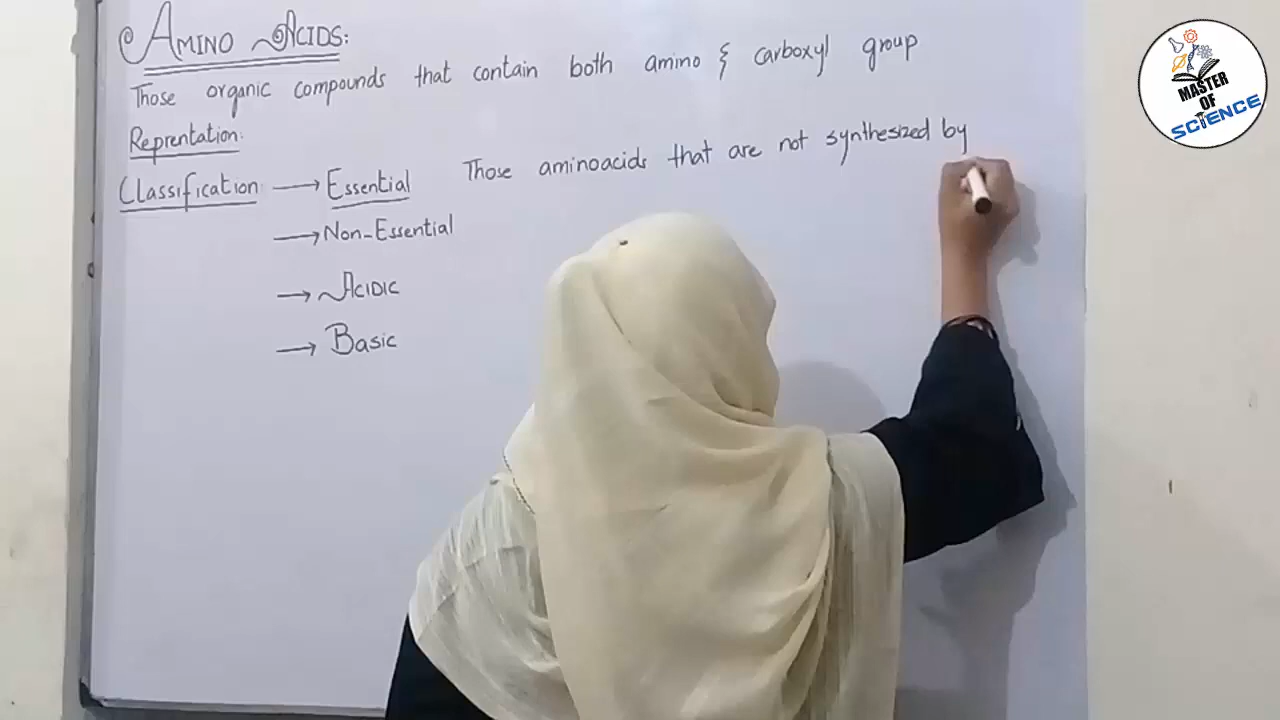 AMINO ACIDS:
Those organic compounds that contain both amino & carboxyl group
Reprentation:
Classification → Essential Those aminoacids that are not synthesized by
→ Non-Essential
→ Acidic
→ Basic
MASTER
OF
SCIENCE